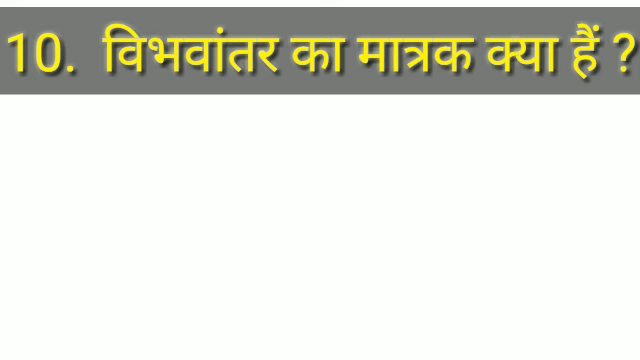 10. विभवांतर का मात्रक क्या हैं ?